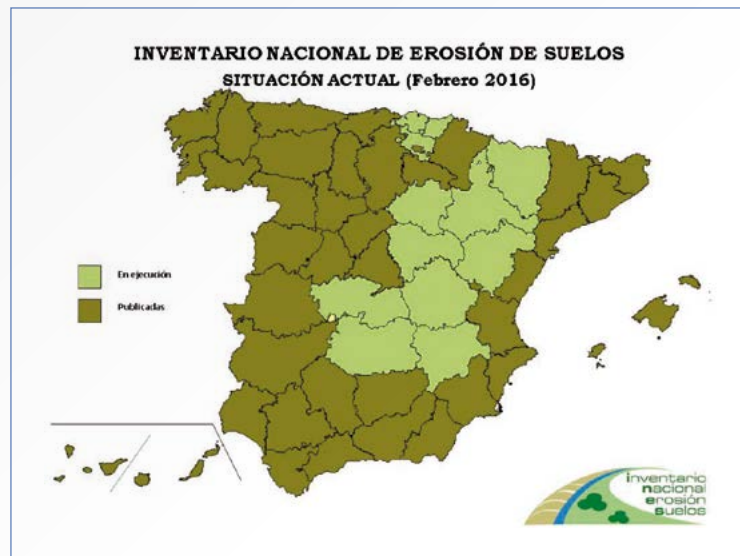 INVENTARIO NACIONAL DE EROSIÓN DE SUELOS
SITUACIÓN ACTUAL (Febrero 2016)
En ejecución
Publicadas
inventario
nacional
erosión
suelos